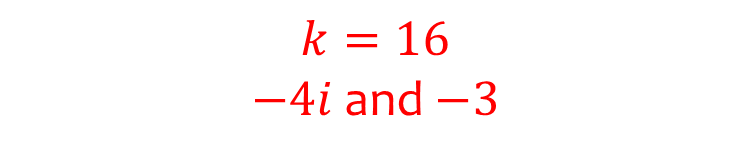 k = 16
−4i and −3